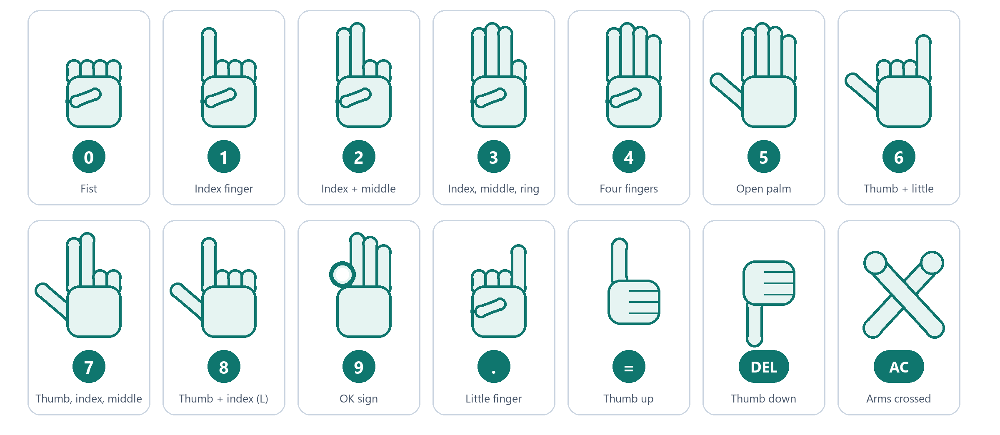 0
Fist
1
Index finger
2
Index + middle
3
Index, middle, ring
4
Four fingers
5
Open palm
6
Thumb + little
7
Thumb, index, middle
8
Thumb + index (L)
9
OK sign
.
Little finger
=
Thumb up
DEL
Thumb down
AC
Arms crossed